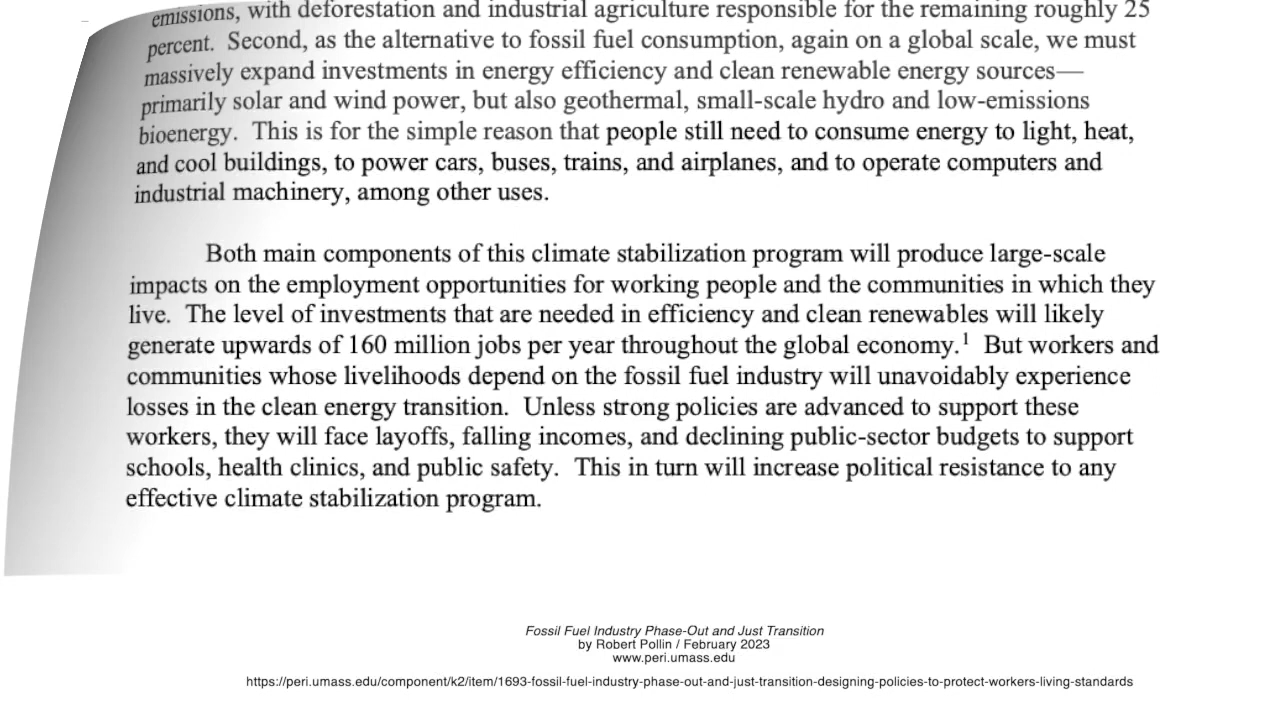 emissions, with deforestation and industrial agriculture responsible for the remaining roughly 25
percent.  Second, as the alternative to fossil fuel consumption, again on a global scale, we must
massively expand investments in energy efficiency and clean renewable energy sources—
primarily solar and wind power, but also geothermal, small-scale hydro and low-emissions
bioenergy.  This is for the simple reason that people still need to consume energy to light, heat,
and cool buildings, to power cars, buses, trains, and airplanes, and to operate computers and
industrial machinery, among other uses.
Both main components of this climate stabilization program will produce large-scale
impacts on the employment opportunities for working people and the communities in which they
live.  The level of investments that are needed in efficiency and clean renewables will likely
generate upwards of 160 million jobs per year throughout the global economy.¹  But workers and
communities whose livelihoods depend on the fossil fuel industry will unavoidably experience
losses in the clean energy transition.  Unless strong policies are advanced to support these
workers, they will face layoffs, falling incomes, and declining public-sector budgets to support
schools, health clinics, and public safety.  This in turn will increase political resistance to any
effective climate stabilization program.
Fossil Fuel Industry Phase-Out and Just Transition
by Robert Pollin / February 2023
www.peri.umass.edu
https://peri.umass.edu/component/k2/item/1693-fossil-fuel-industry-phase-out-and-just-transition-designing-policies-to-protect-workers-living-standards